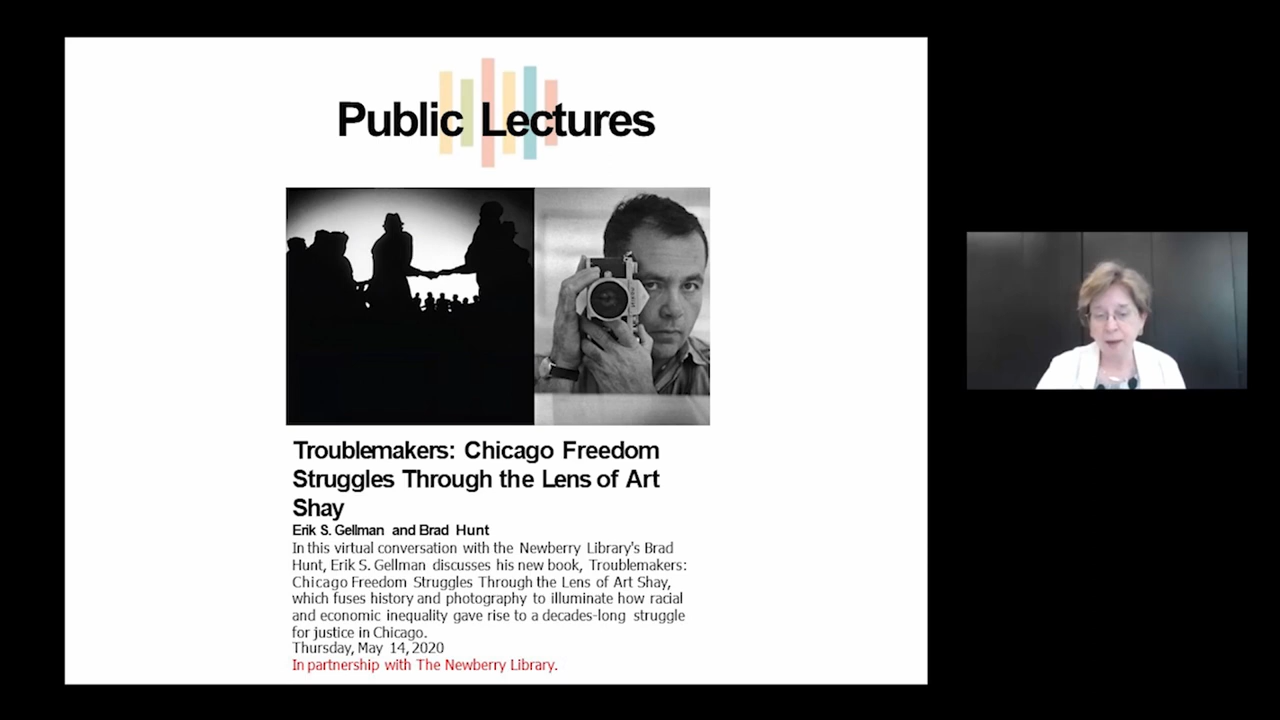 Public Lectures
Troublemakers: Chicago Freedom
Struggles Through the Lens of Art
Shay
Erik S. Gellman and Brad Hunt
In this virtual conversation with the Newberry Library's Brad
Hunt, Erik S. Gellman discusses his new book, Troublemakers:
Chicago Freedom Struggles Through the Lens of Art Shay,
which fuses history and photography to illuminate how racial
and economic inequality gave rise to a decades-long struggle
for justice in Chicago.
Thursday, May 14, 2020
In partnership with The Newberry Library.